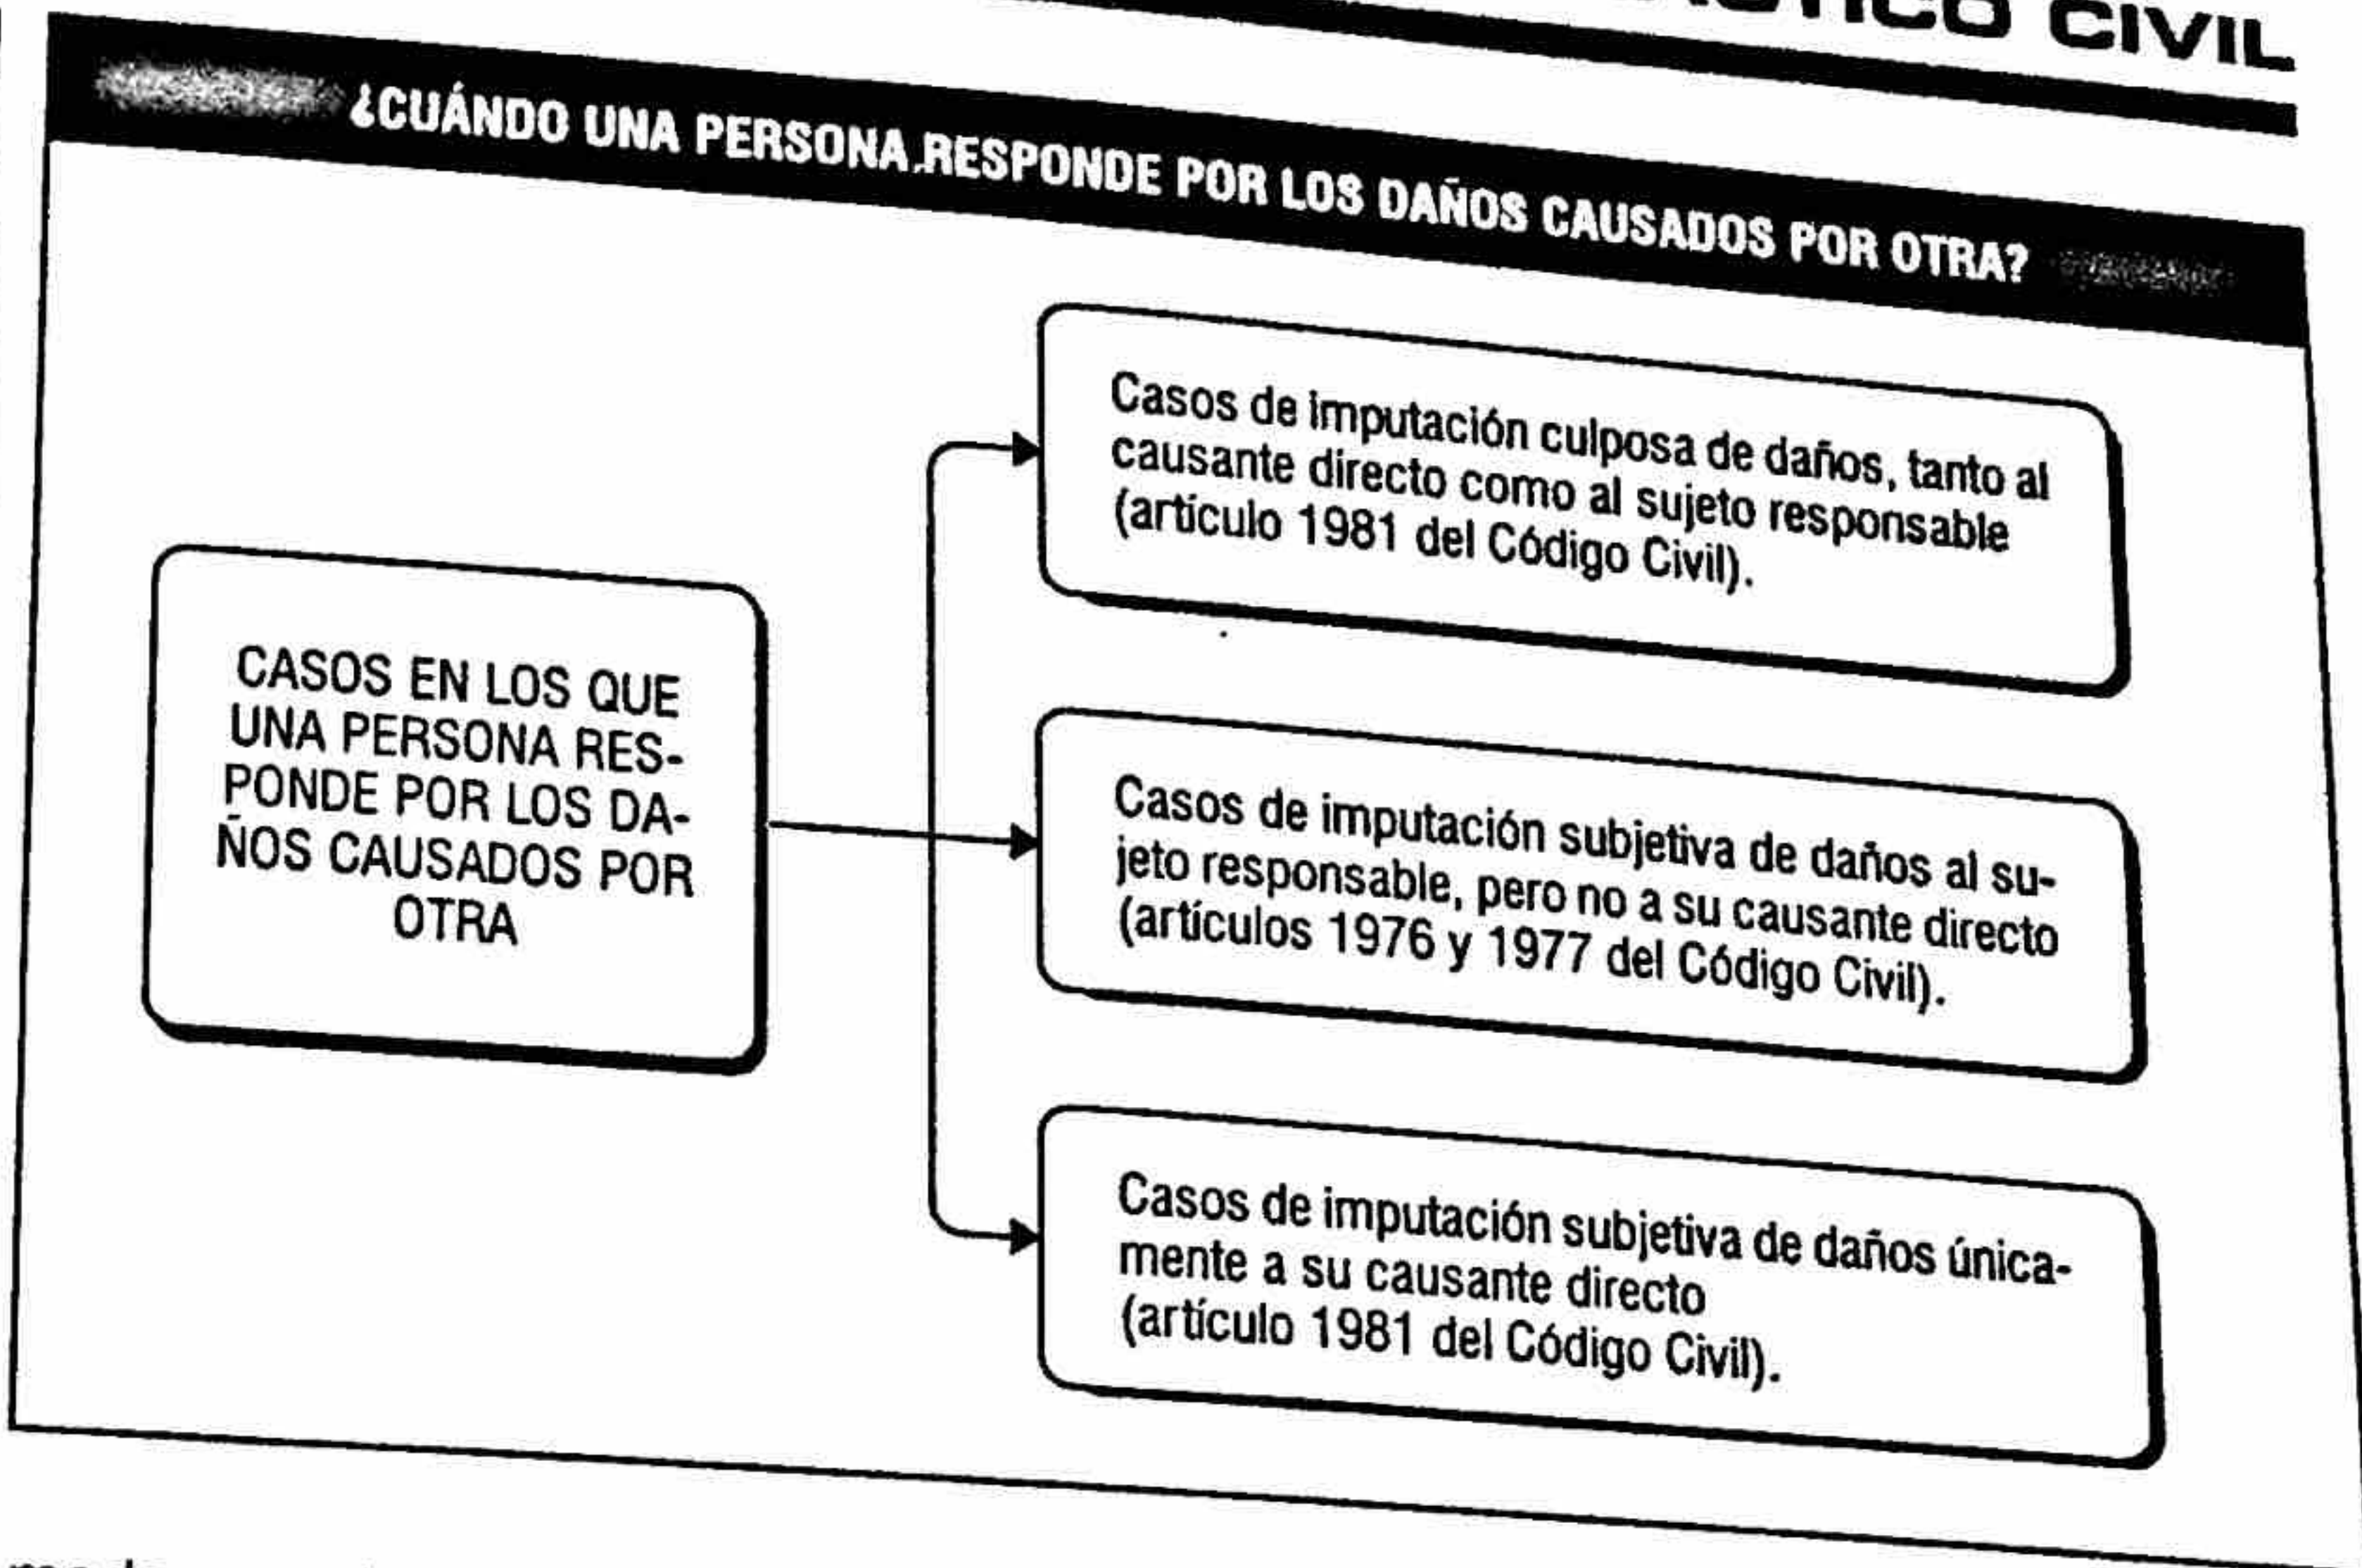 CIVIL
¿CUÁNDO UNA PERSONA RESPONDE POR LOS DAÑOS CAUSADOS POR OTRA?
CASOS EN LOS QUE
UNA PERSONA RES-
PONDE POR LOS DA-
ÑOS CAUSADOS POR
OTRA
Casos de imputación culposa de daños, tanto al
causante directo como al sujeto responsable
(artículo 1981 del Código Civil).
Casos de imputación subjetiva de daños al su-
jeto responsable, pero no a su causante directo
(artículos 1976 y 1977 del Código Civil).
Casos de imputación subjetiva de daños única-
mente a su causante directo
(artículo 1981 del Código Civil).